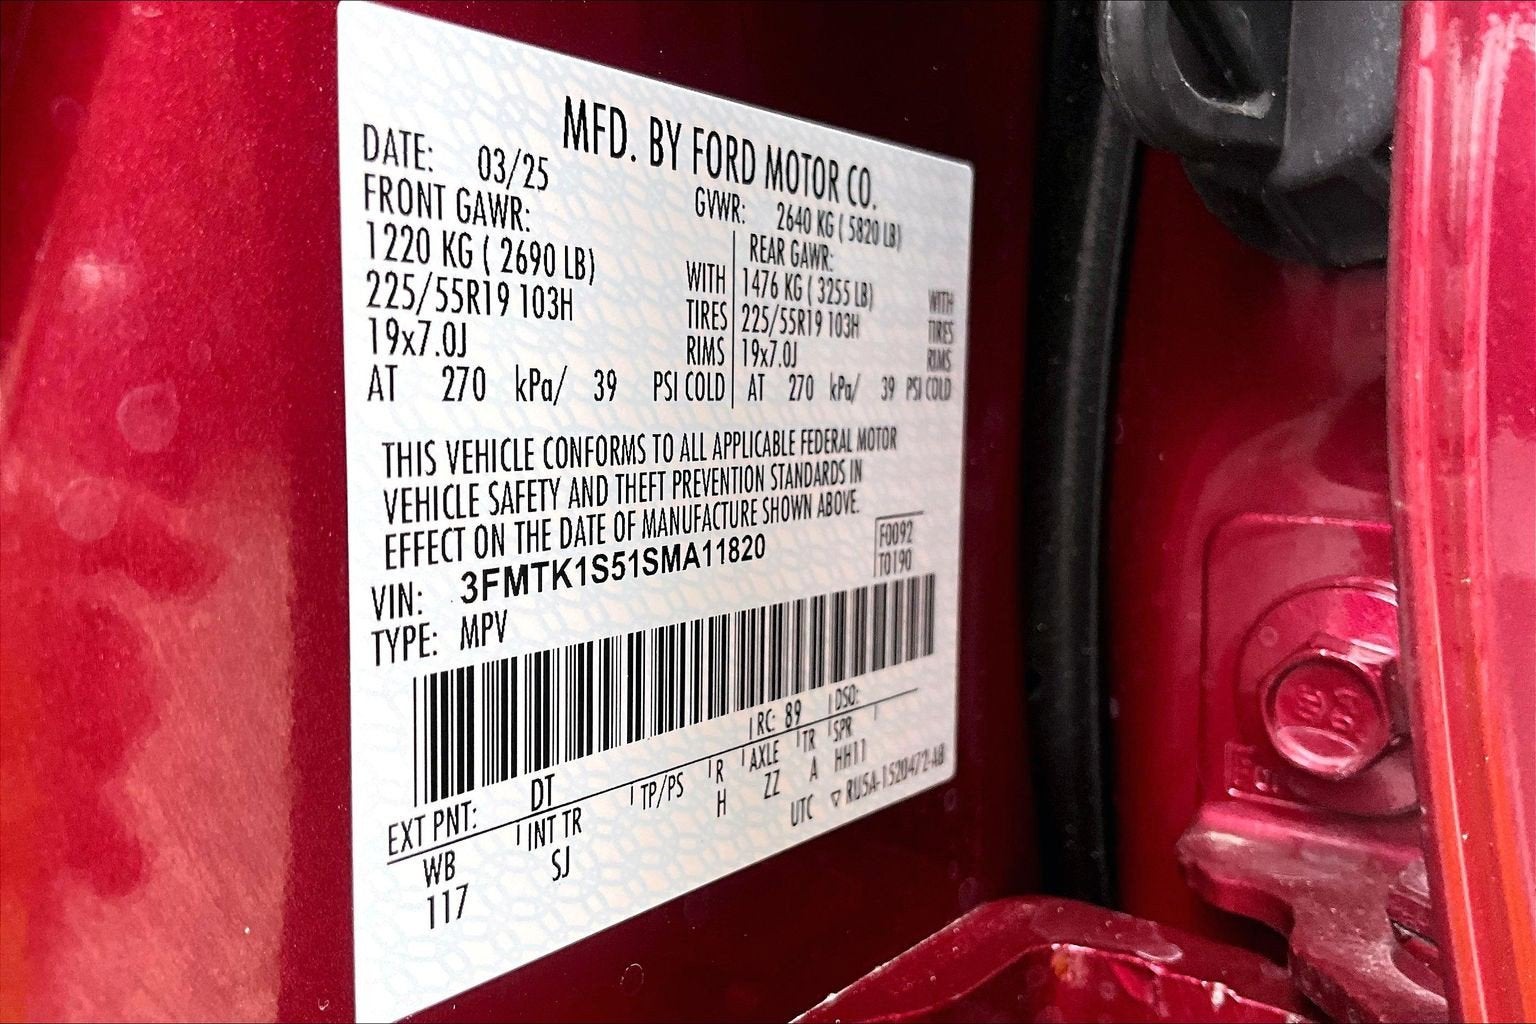 MFD. BY FORD MOTOR CO.
DATE: 03/25 GVWR: 2640 KG ( 5820 LB)
FRONT GAWR: REAR GAWR:
1220 KG ( 2690 LB) WITH 1476 KG ( 3255 LB) WITH
225/55R19 103H TIRES 225/55R19 103H TIRES
19x7.0J RIMS 19x7.0J RIMS
AT 270 kPa/ 39 PSI COLD AT 270 kPa/ 39 PSI COLD
THIS VEHICLE CONFORMS TO ALL APPLICABLE FEDERAL MOTOR
VEHICLE SAFETY AND THEFT PREVENTION STANDARDS IN
EFFECT ON THE DATE OF MANUFACTURE SHOWN ABOVE.
VIN: 3FMTK1S51SMA11820 F0092
TYPE: MPV T0190
EXT PNT: DT RC: 89 DSO:
WB INT TR TP/PS R AXLE TR SPR
117 SJ H ZZ A HH11
UTC ▽ RU5A-1520472-AB